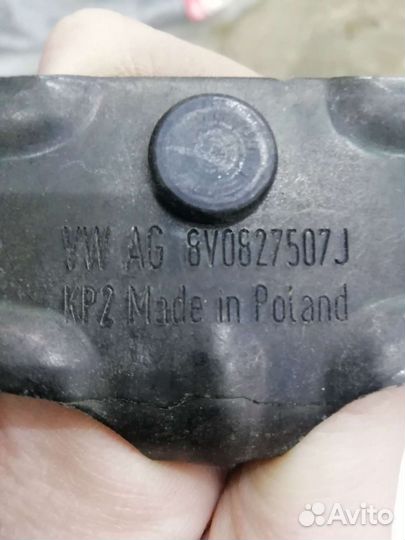 VW AG 8V0827507J
KP2 Made in Poland
Avito